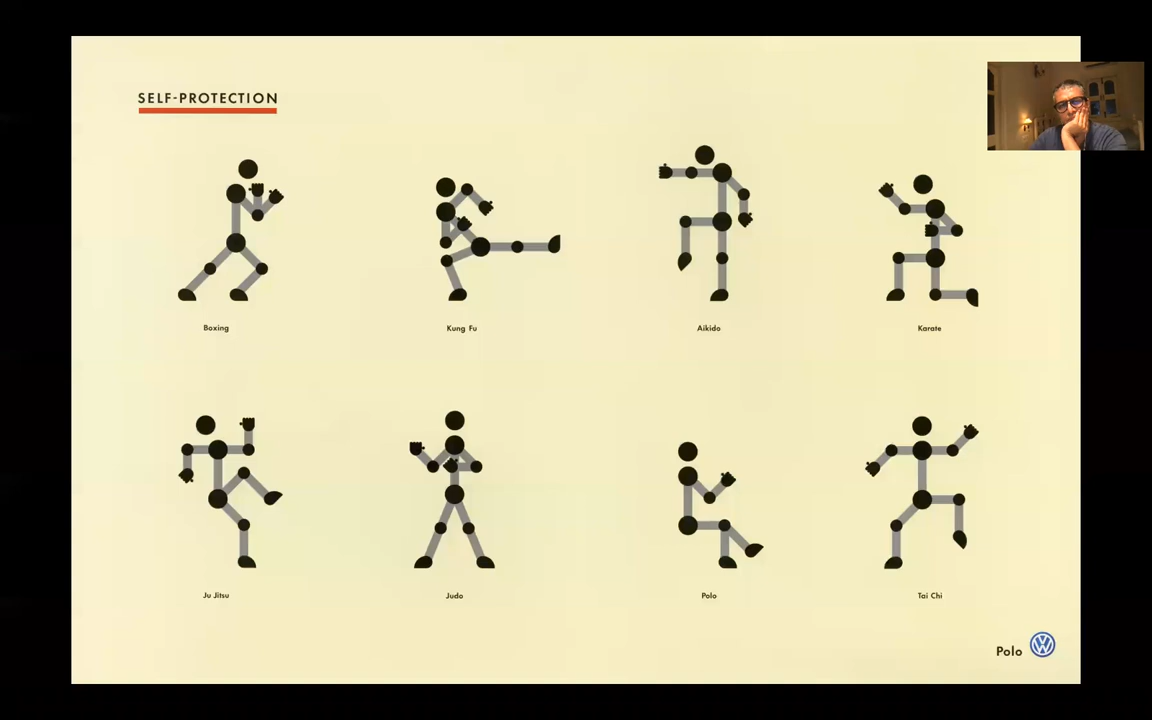 SELF-PROTECTION
Boxing
Kung Fu
Aikido
Karate
Ju Jitsu
Judo
Polo
Tai Chi
Polo